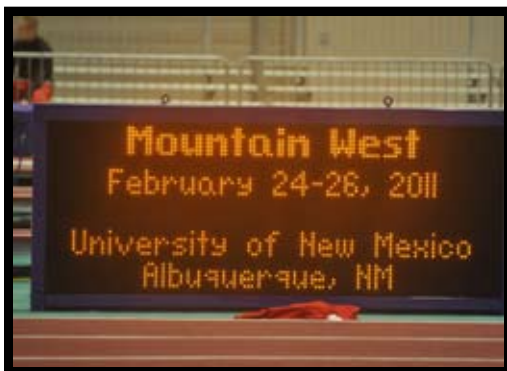 Mountain West
February 24-26, 2011
University of New Mexico
Albuquerque, NM